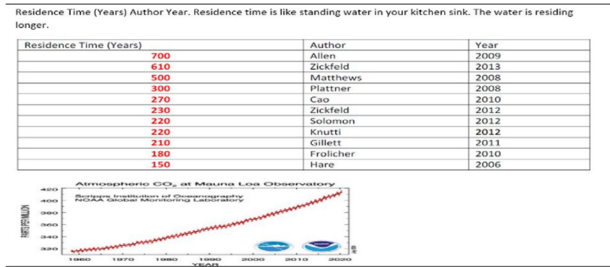 Residence Time (Years) Author Year. Residence time is like standing water in your kitchen sink. The water is residing
longer.
Residence Time (Years) Author Year
700 Allen 2009
610 Zickfeld 2013
500 Matthews 2008
300 Plattner 2008
270 Cao 2010
230 Zickfeld 2012
220 Solomon 2012
220 Knutti 2012
210 Gillett 2011
180 Frolicher 2010
150 Hare 2006
Atmospheric CO₂ at Mauna Loa Observatory
Scripps Institution of Oceanography
NOAA Global Monitoring Laboratory
PARTS PER MILLION
420
400
380
360
340
320
1960 1970 1980 1990 2000 2010 2020
YEAR